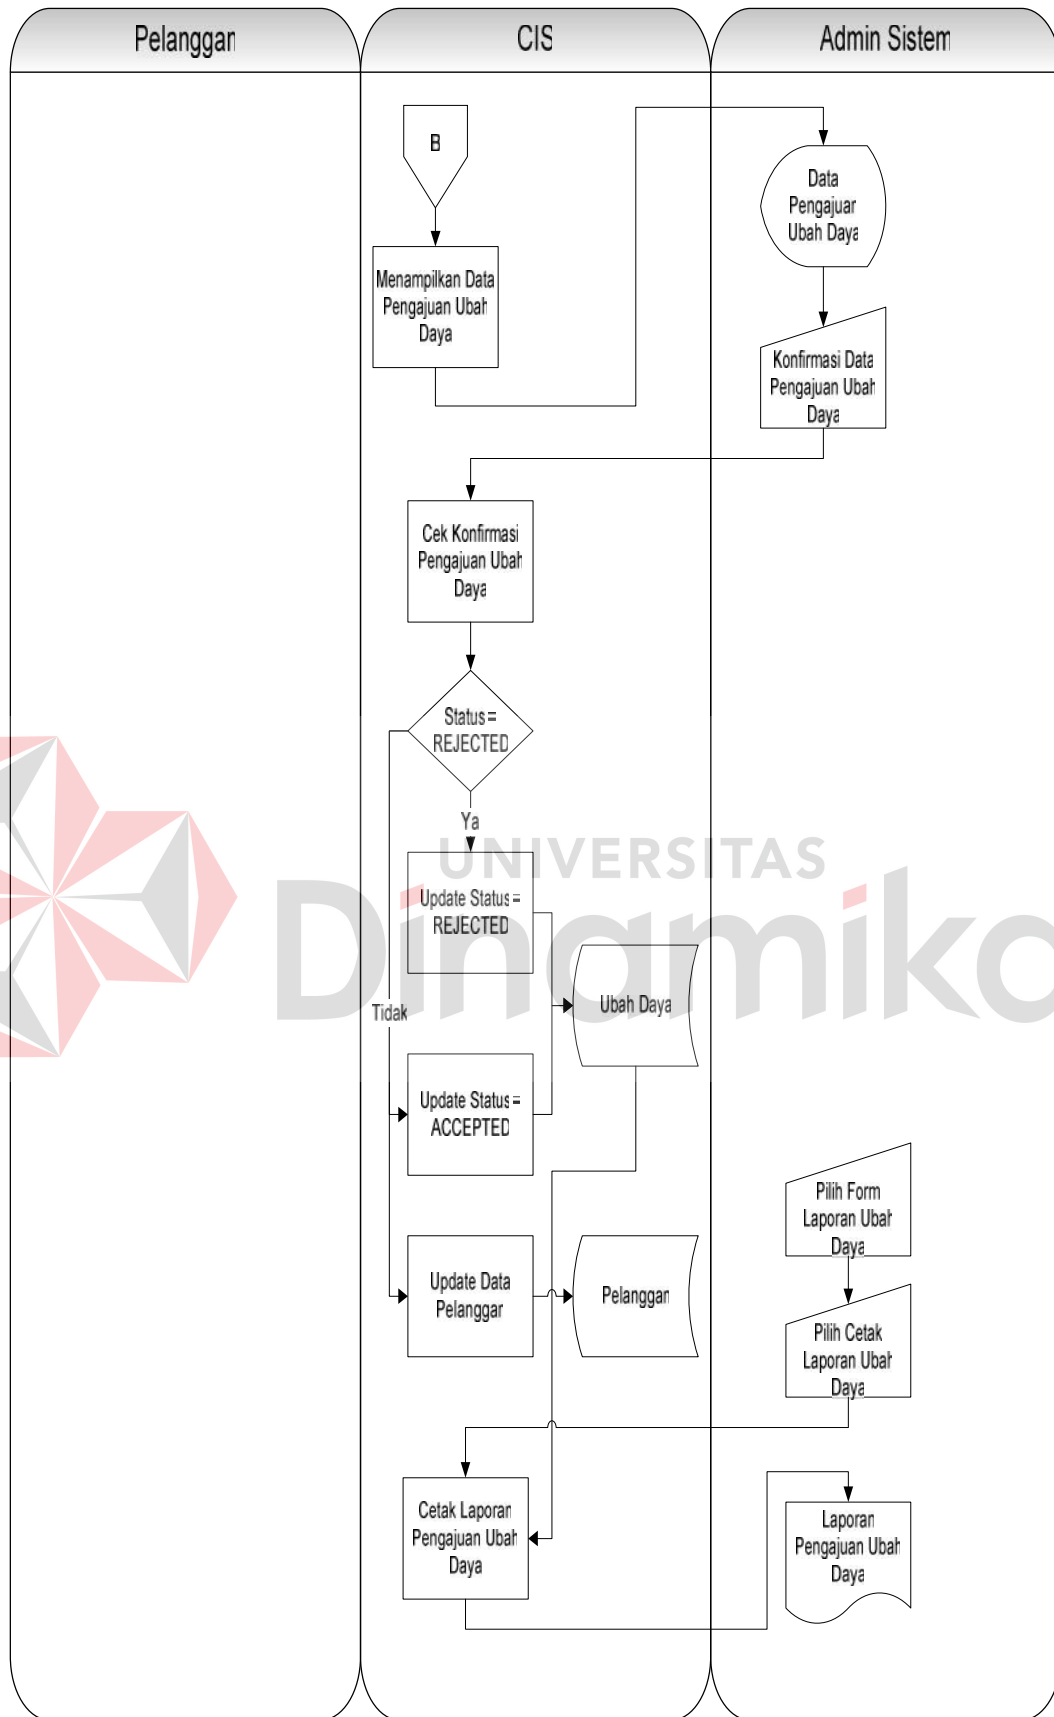 Pelanggan
CIS
Admin Sistem
B
Data
Pengajuan
Ubah Daya
Menampilkan Data
Pengajuan Ubah
Daya
Konfirmasi Data
Pengajuan Ubah
Daya
Cek Konfirmasi
Pengajuan Ubah
Daya
Status =
REJECTED
Ya
UNIVERSITAS
Dinamika
Update Status =
REJECTED
Ubah Daya
Tidak
Update Status =
ACCEPTED
Pilih Form
Laporan Ubah
Daya
Update Data
Pelanggan
Pelanggan
Pilih Cetak
Laporan Ubah
Daya
Cetak Laporan
Pengajuan Ubah
Daya
Laporan
Pengajuan Ubah
Daya